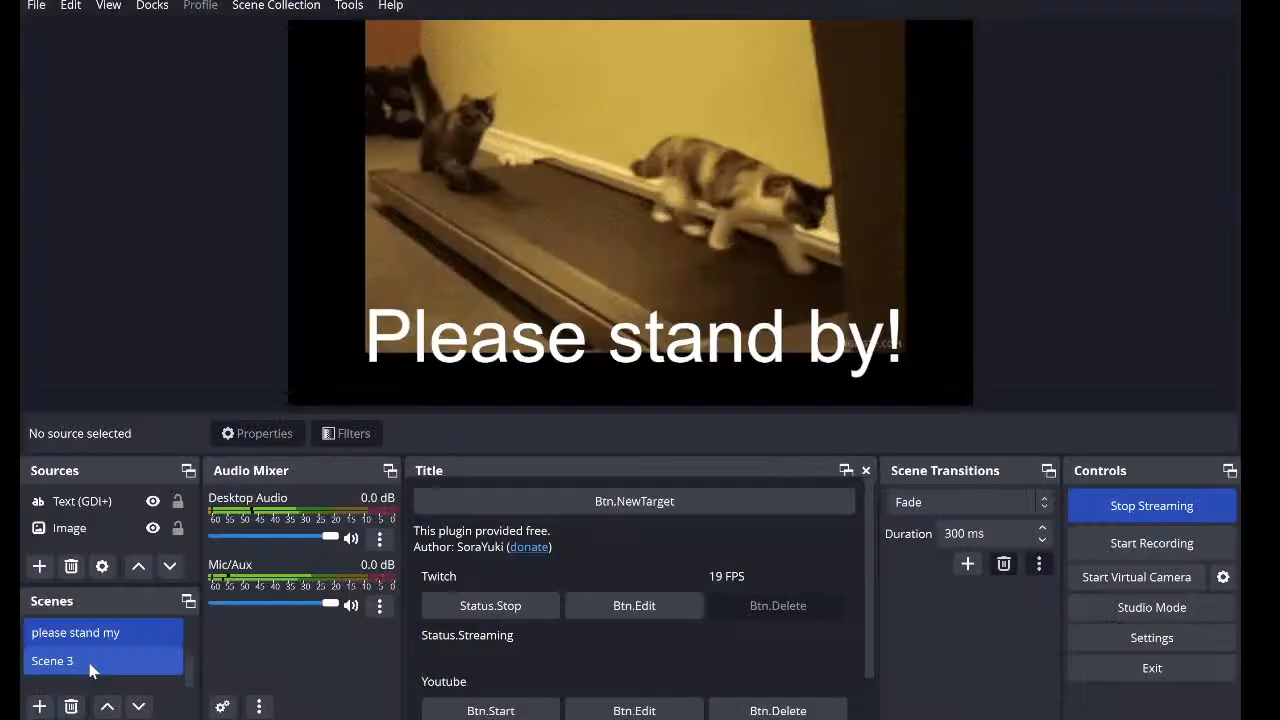 File Edit View Docks Profile Scene Collection Tools Help
Please stand by!
No source selected
Properties
Filters
Sources
ab Text (GDI+)
Image
Scenes
please stand my
Scene 3
Audio Mixer
Desktop Audio 0.0 dB
60 55 50 45 40 35 30 25 20 15 10 5 0
Mic/Aux 0.0 dB
60 55 50 45 40 35 30 25 20 15 10 5 0
Title
Btn.NewTarget
This plugin provided free.
Author: SoraYuki (donate)
Twitch 19 FPS
Status.Stop Btn.Edit Btn.Delete
Status.Streaming
Youtube
Btn.Start Btn.Edit Btn.Delete
Scene Transitions
Fade
Duration 300 ms
Controls
Stop Streaming
Start Recording
Start Virtual Camera
Studio Mode
Settings
Exit